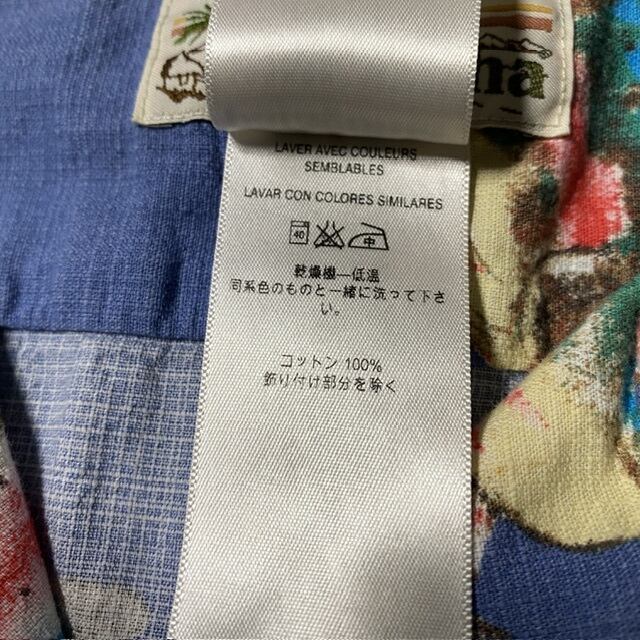 LAVER AVEC COULEURS
SEMBLABLES
LAVAR CON COLORES SIMILARES
40 中
乾燥機—低温
同系色のものと一緒に洗って下さ
い。
コットン 100%
飾り付け部分を除く